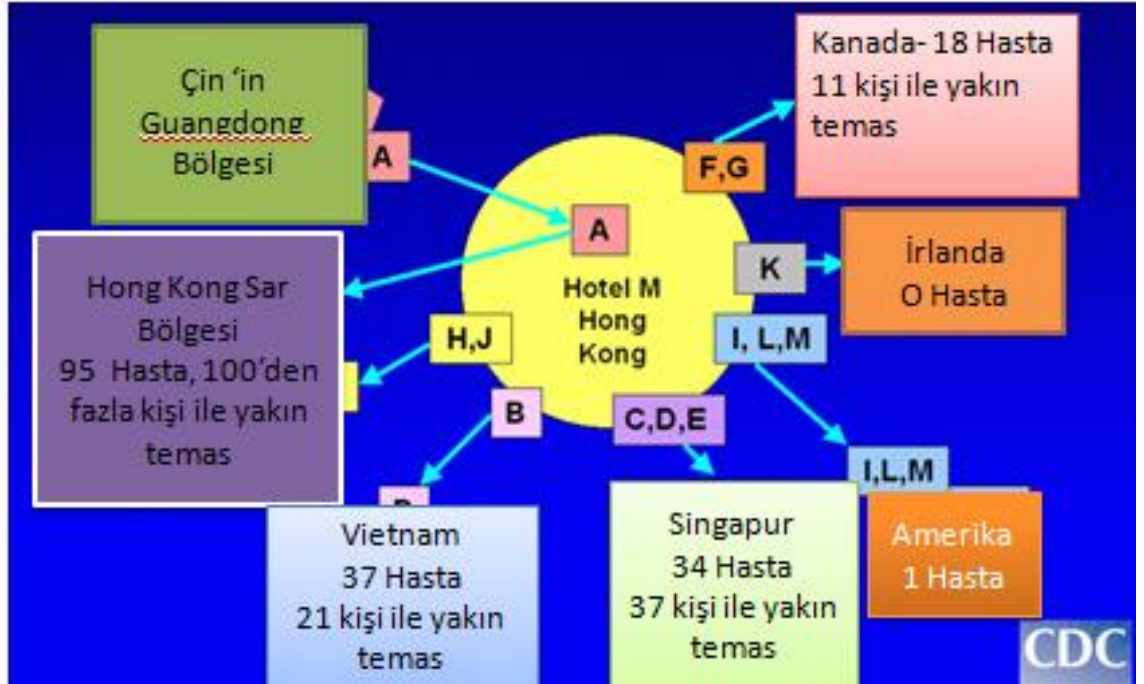 Çin ‘in
Guangdong
Bölgesi
A
Kanada- 18 Hasta
11 kişi ile yakın
temas
F,G
A
Hotel M
Hong
Kong
K
İrlanda
O Hasta
Hong Kong Sar
Bölgesi
95 Hasta, 100’den
fazla kişi ile yakın
temas
H,J
I, L,M
B
C,D,E
I,L,M
Vietnam
37 Hasta
21 kişi ile yakın
temas
Singapur
34 Hasta
37 kişi ile yakın
temas
Amerika
1 Hasta
CDC